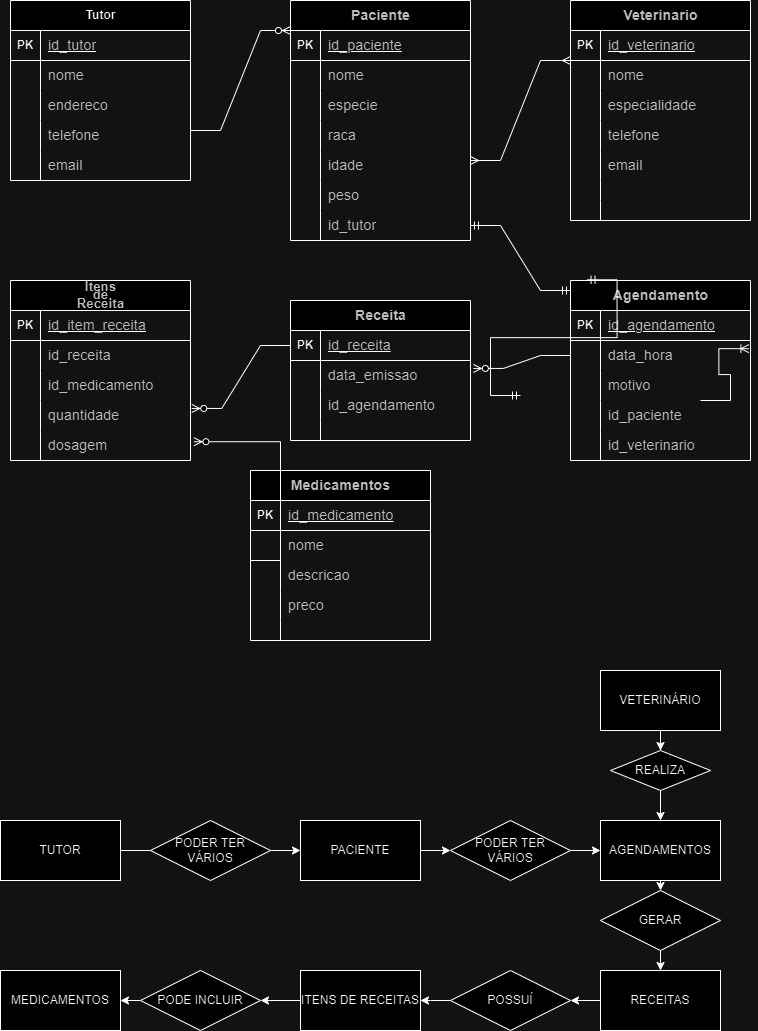 Tutor
PK id_tutor
nome
endereco
telefone
email
Paciente
PK id_paciente
nome
especie
raca
idade
peso
id_tutor
Veterinario
PK id_veterinario
nome
especialidade
telefone
email
Itens
de
Receita
PK id_item_receita
id_receita
id_medicamento
quantidade
dosagem
Receita
PK id_receita
data_emissao
id_agendamento
Agendamento
PK id_agendamento
data_hora
motivo
id_paciente
id_veterinario
Medicamentos
PK id_medicamento
nome
descricao
preco
VETERINÁRIO
REALIZA
TUTOR
PODER TER
VÁRIOS
PACIENTE
PODER TER
VÁRIOS
AGENDAMENTOS
GERAR
MEDICAMENTOS
PODE INCLUIR
ITENS DE RECEITAS
POSSUÍ
RECEITAS